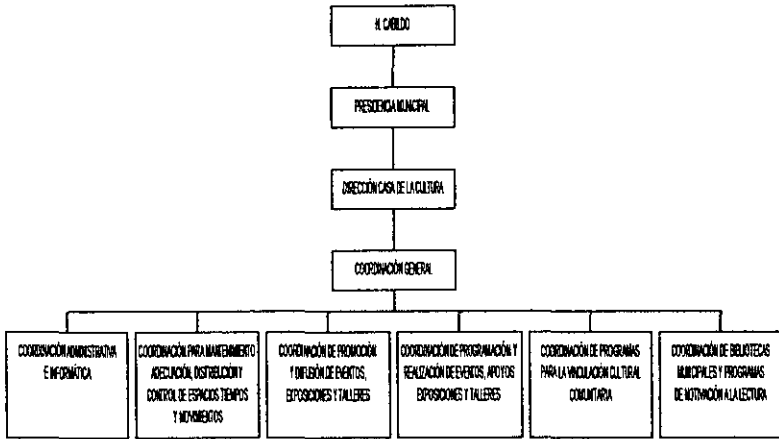 H. CABILDO
PRESIDENCIA MUNICIPAL
DIRECCIÓN CASA DE LA CULTURA
COORDINACIÓN GENERAL
COORDINACIÓN ADMINISTRATIVA
E INFORMÁTICA
COORDINACIÓN PARA MANTENIMIENTO
ADECUACIÓN, DISTRIBUCIÓN Y
CONTROL DE ESPACIOS TIEMPOS
Y MOVIMIENTOS
COORDINACIÓN DE PROMOCIÓN
Y DIFUSIÓN DE EVENTOS,
EXPOSICIONES Y TALLERES
COORDINACIÓN DE PROGRAMACIÓN Y
REALIZACIÓN DE EVENTOS, APOYOS
EXPOSICIONES Y TALLERES
COORDINACIÓN DE PROGRAMAS
PARA LA VINCULACIÓN CULTURAL
COMUNITARIA
COORDINACIÓN DE BIBLIOTECAS
MUNICIPALES Y PROGRAMAS
DE MOTIVACIÓN A LA LECTURA